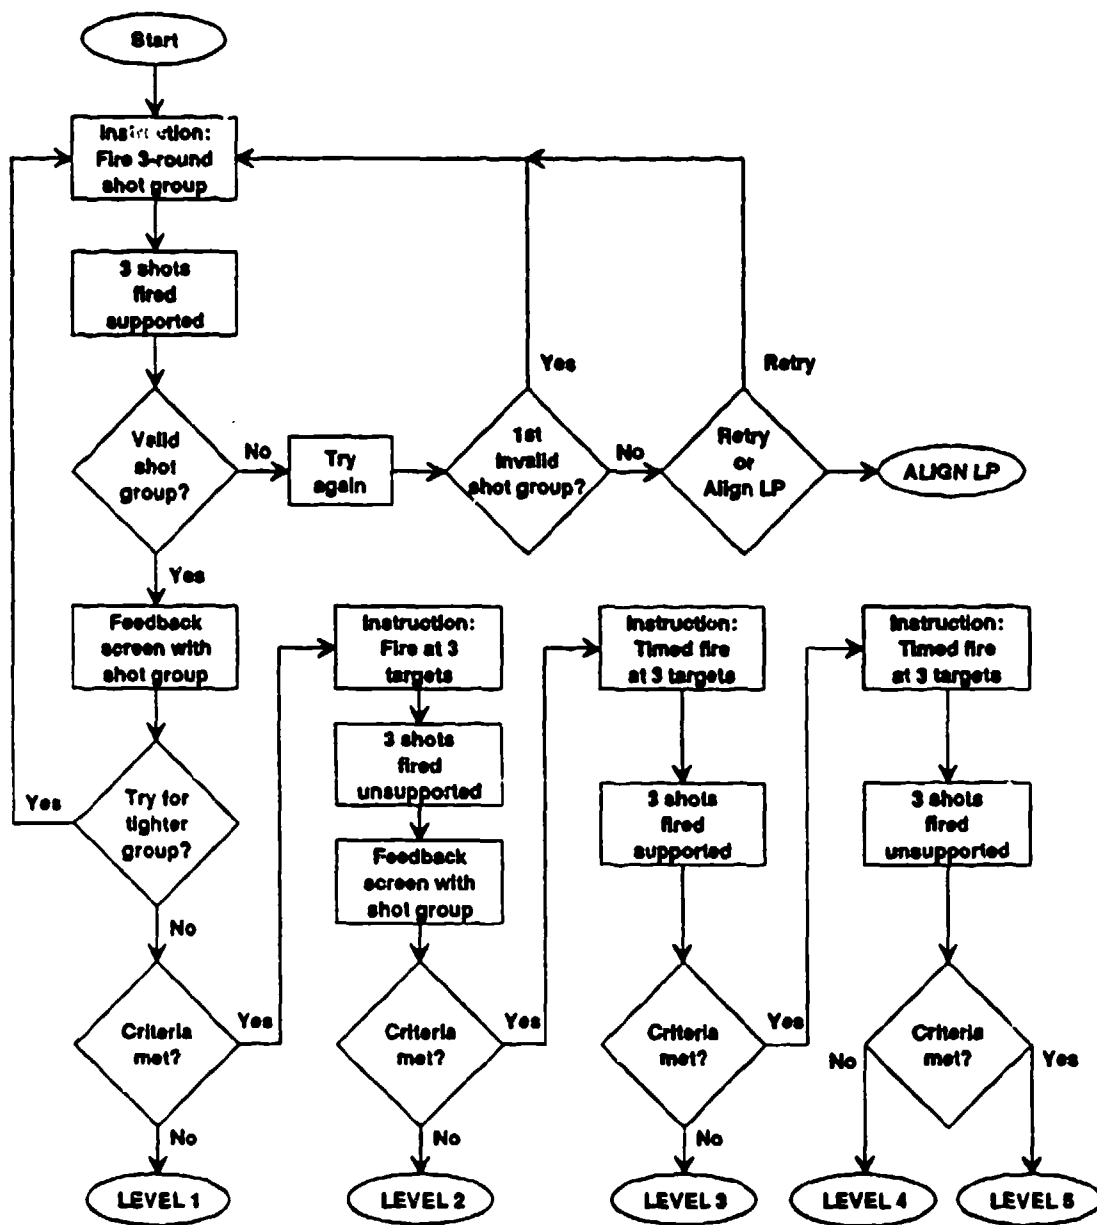 Start
Instruction:
Fire 3-round
shot group
3 shots
fired
supported
Yes
Retry
Valid
shot
group?
No
Try
again
1st
invalid
shot group?
No
Retry
or
Align LP
ALIGN LP
Yes
Feedback
screen with
shot group
Instruction:
Fire at 3
targets
Instruction:
Timed fire
at 3 targets
Instruction:
Timed fire
at 3 targets
3 shots
fired
unsupported
Yes
Try for
tighter
group?
3 shots
fired
supported
3 shots
fired
unsupported
Feedback
screen with
shot group
No
Criteria
met?
Yes
Criteria
met?
Yes
Criteria
met?
Yes
No
Criteria
met?
Yes
No
No
No
LEVEL 1
LEVEL 2
LEVEL 3
LEVEL 4
LEVEL 5